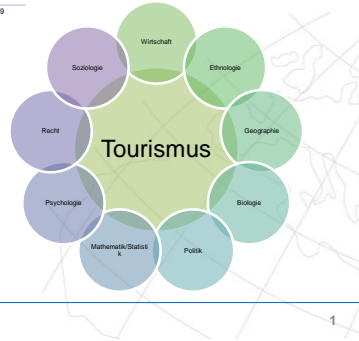 9
Wirtschaft
Soziologie
Ethnologie
Recht
Tourismus
Geographie
Psychologie
Biologie
Mathematik/Statisti
k
Politik
1